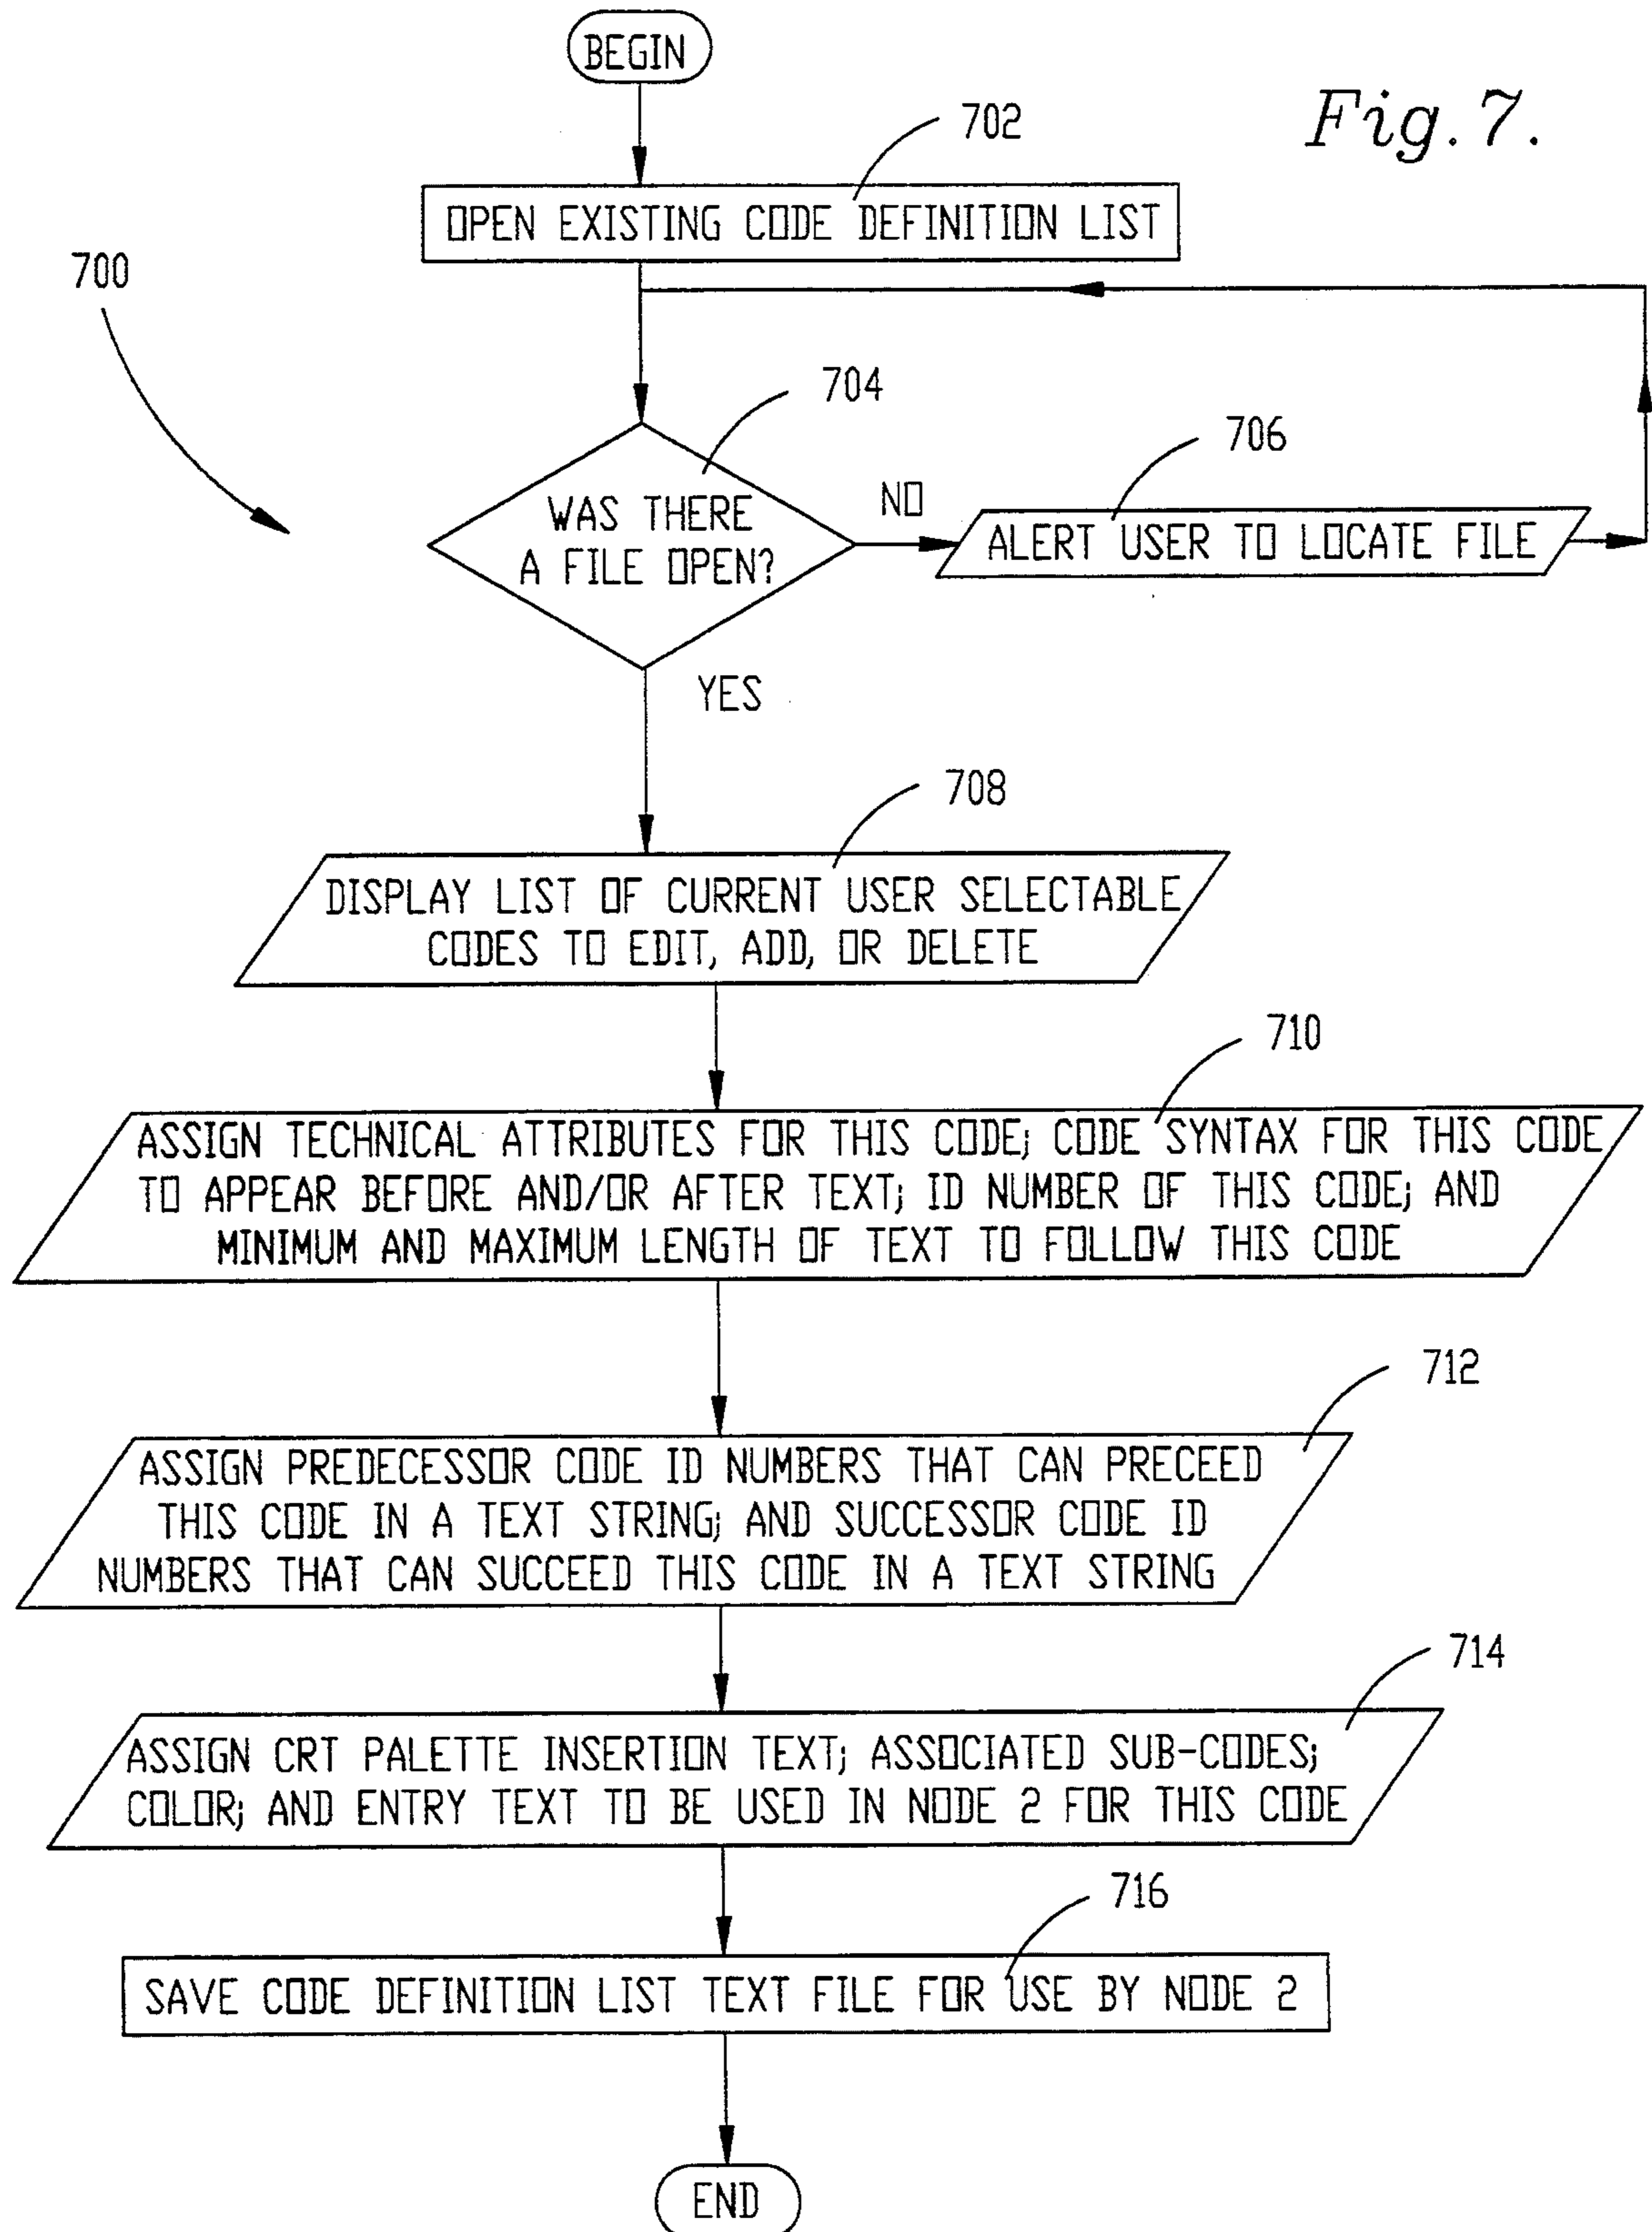 BEGIN
Fig. 7.
702
OPEN EXISTING CODE DEFINITION LIST
700
704
WAS THERE
A FILE OPEN?
NO
706
ALERT USER TO LOCATE FILE
YES
708
DISPLAY LIST OF CURRENT USER SELECTABLE
CODES TO EDIT, ADD, OR DELETE
710
ASSIGN TECHNICAL ATTRIBUTES FOR THIS CODE; CODE SYNTAX FOR THIS CODE
TO APPEAR BEFORE AND/OR AFTER TEXT; ID NUMBER OF THIS CODE; AND
MINIMUM AND MAXIMUM LENGTH OF TEXT TO FOLLOW THIS CODE
712
ASSIGN PREDECESSOR CODE ID NUMBERS THAT CAN PRECEED
THIS CODE IN A TEXT STRING; AND SUCCESSOR CODE ID
NUMBERS THAT CAN SUCCEED THIS CODE IN A TEXT STRING
714
ASSIGN CRT PALETTE INSERTION TEXT; ASSOCIATED SUB-CODES;
COLOR; AND ENTRY TEXT TO BE USED IN NODE 2 FOR THIS CODE
716
SAVE CODE DEFINITION LIST TEXT FILE FOR USE BY NODE 2
END